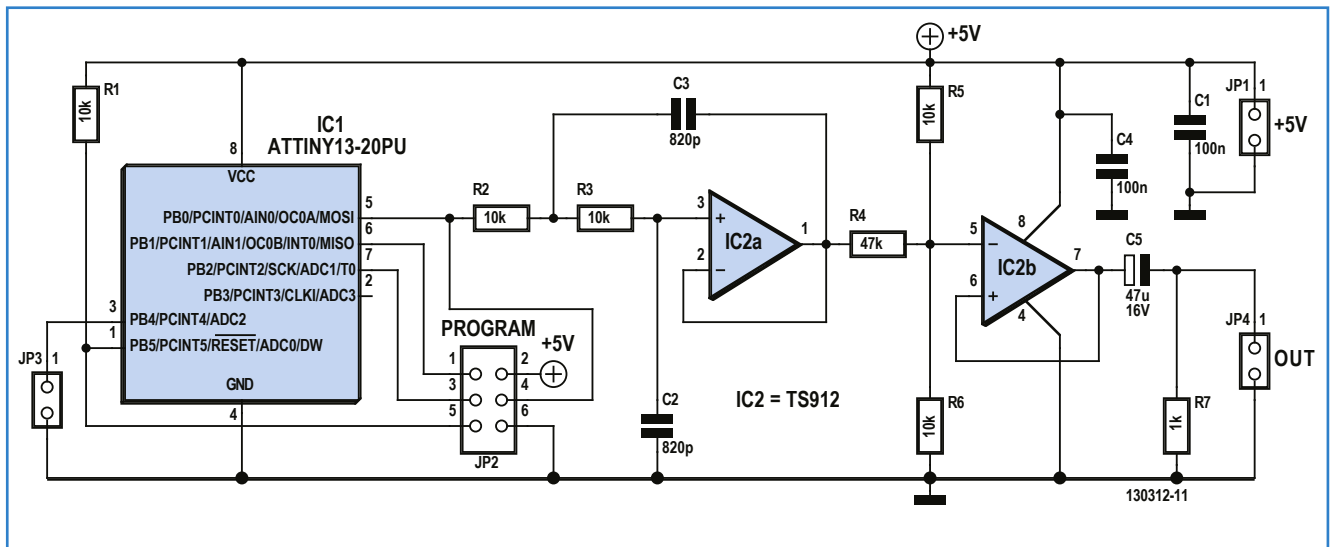 +5V
R1
10k
IC1
ATTINY13-20PU
8
VCC
PB0/PCINT0/AIN0/OC0A/MOSI
5
PB1/PCINT1/AIN1/OC0B/INT0/MISO
6
PB2/PCINT2/SCK/ADC1/T0
7
PB3/PCINT3/CLKI/ADC3
2
3
PB4/PCINT4/ADC2
1
PB5/PCINT5/RESET/ADC0/DW
GND
4
JP3
1
PROGRAM
+5V
1
2
3
4
5
6
JP2
R2
10k
R3
10k
C3
820p
C2
820p
3
+
2
−
IC2a
1
IC2 = TS912
R4
47k
R5
10k
R6
10k
5
−
6
+
IC2b
8
7
4
C4
100n
C1
100n
JP1
1
+5V
C5
47u
16V
R7
1k
JP4
1
OUT
130312-11